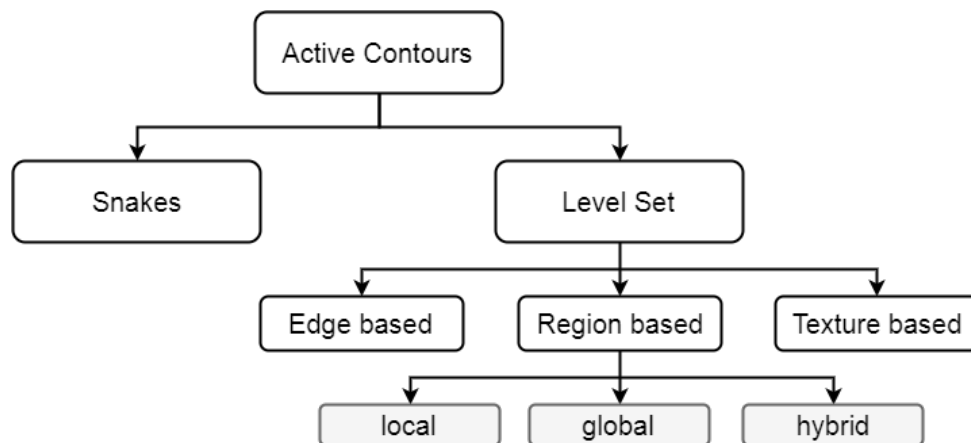 Active Contours
Snakes
Level Set
Edge based
Region based
Texture based
local
global
hybrid